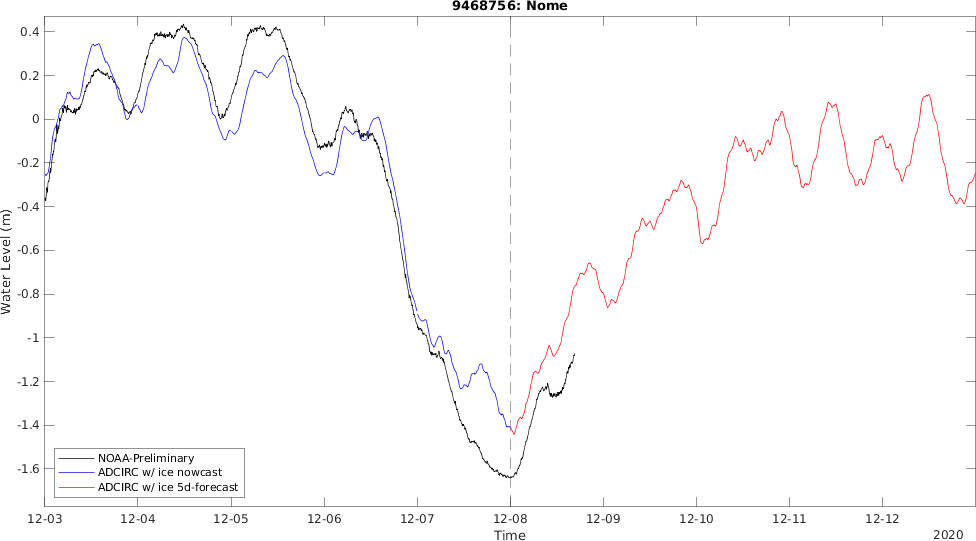 9468756: Nome
0.4
0.2
0
-0.2
-0.4
-0.6
-0.8
-1
-1.2
-1.4
-1.6
Water Level (m)
NOAA-Preliminary
ADCIRC w/ ice nowcast
ADCIRC w/ ice 5d-forecast
12-03 12-04 12-05 12-06 12-07 12-08 12-09 12-10 12-11 12-12
Time
2020